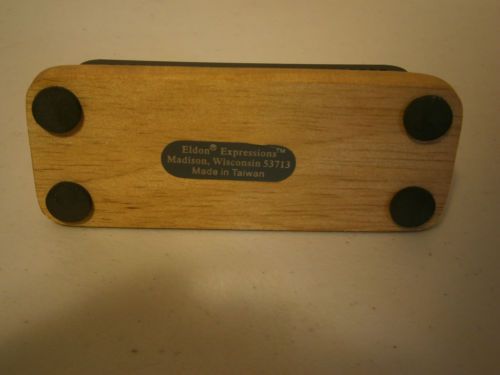 Eldon® Expressions™
Madison, Wisconsin 53713
Made in Taiwan